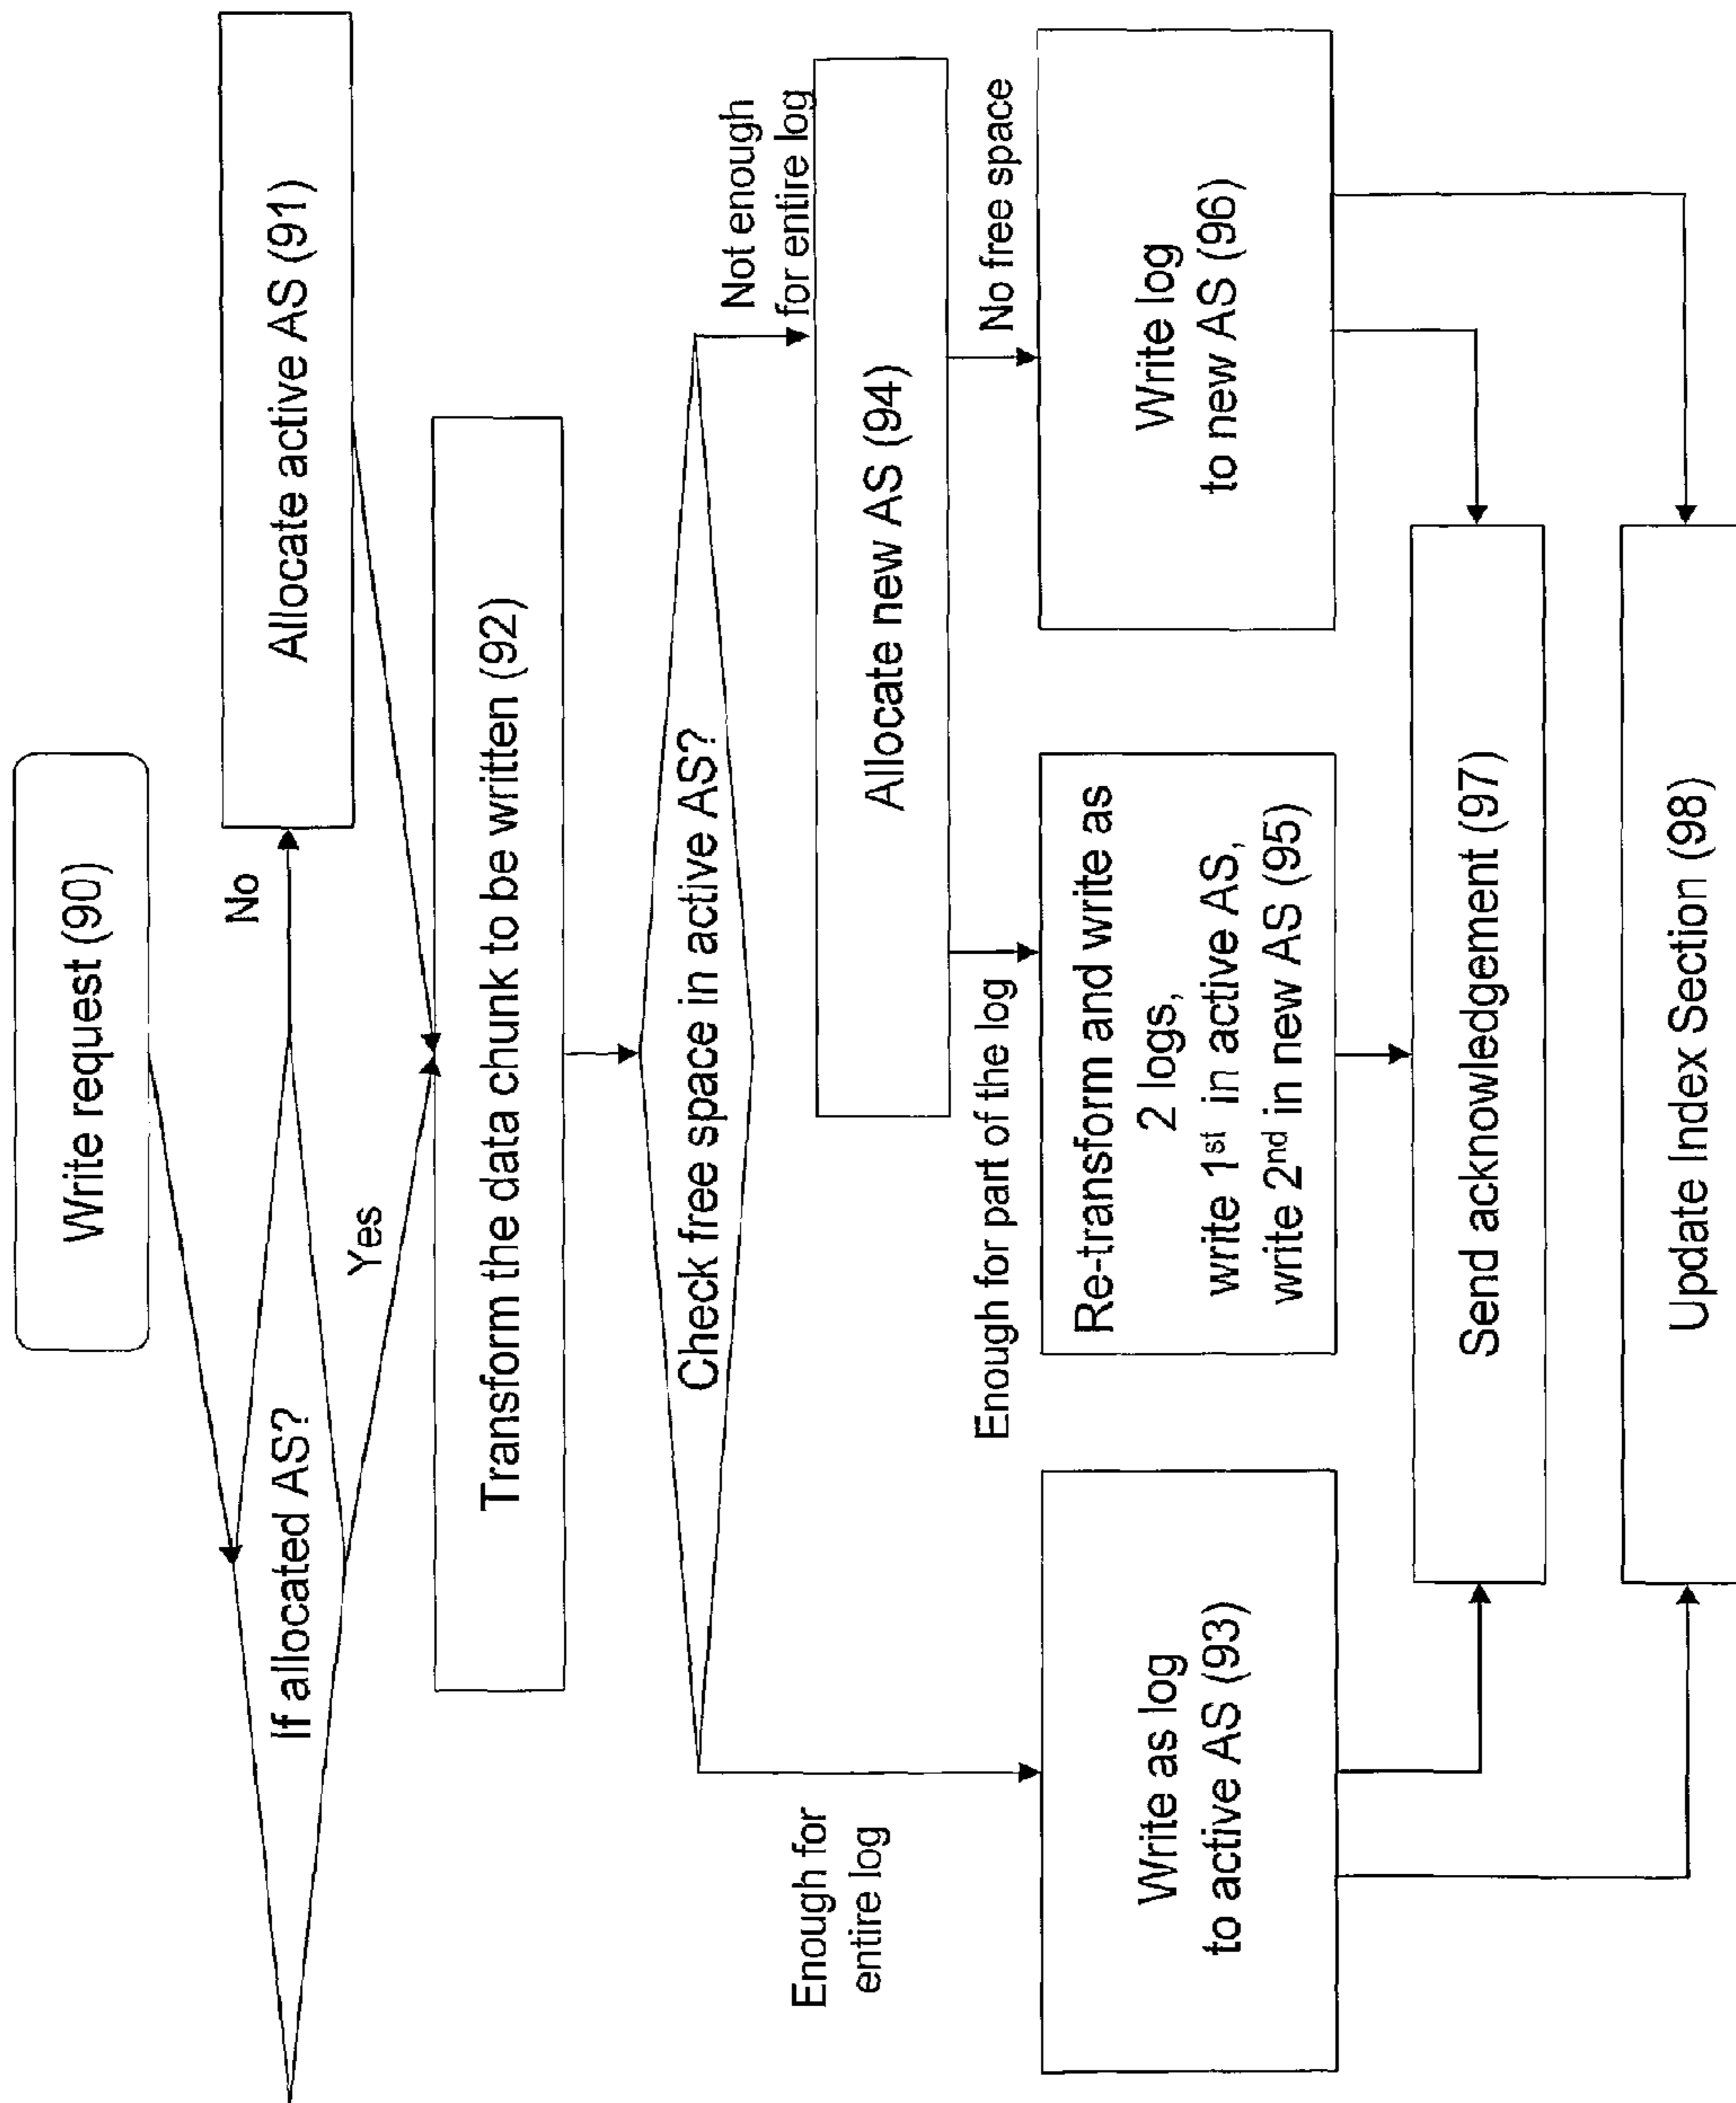 Write request (90)
If allocated AS?
No
Allocate active AS (91)
Yes
Transform the data chunk to be written (92)
Check free space in active AS?
Enough for
entire log
Not enough
for entire log
Allocate new AS (94)
Enough for part of the log
No free space
Write as log
to active AS (93)
Re-transform and write as
2 logs,
write 1st in active AS,
write 2nd in new AS (95)
Write log
to new AS (96)
Send acknowledgement (97)
Update Index Section (98)